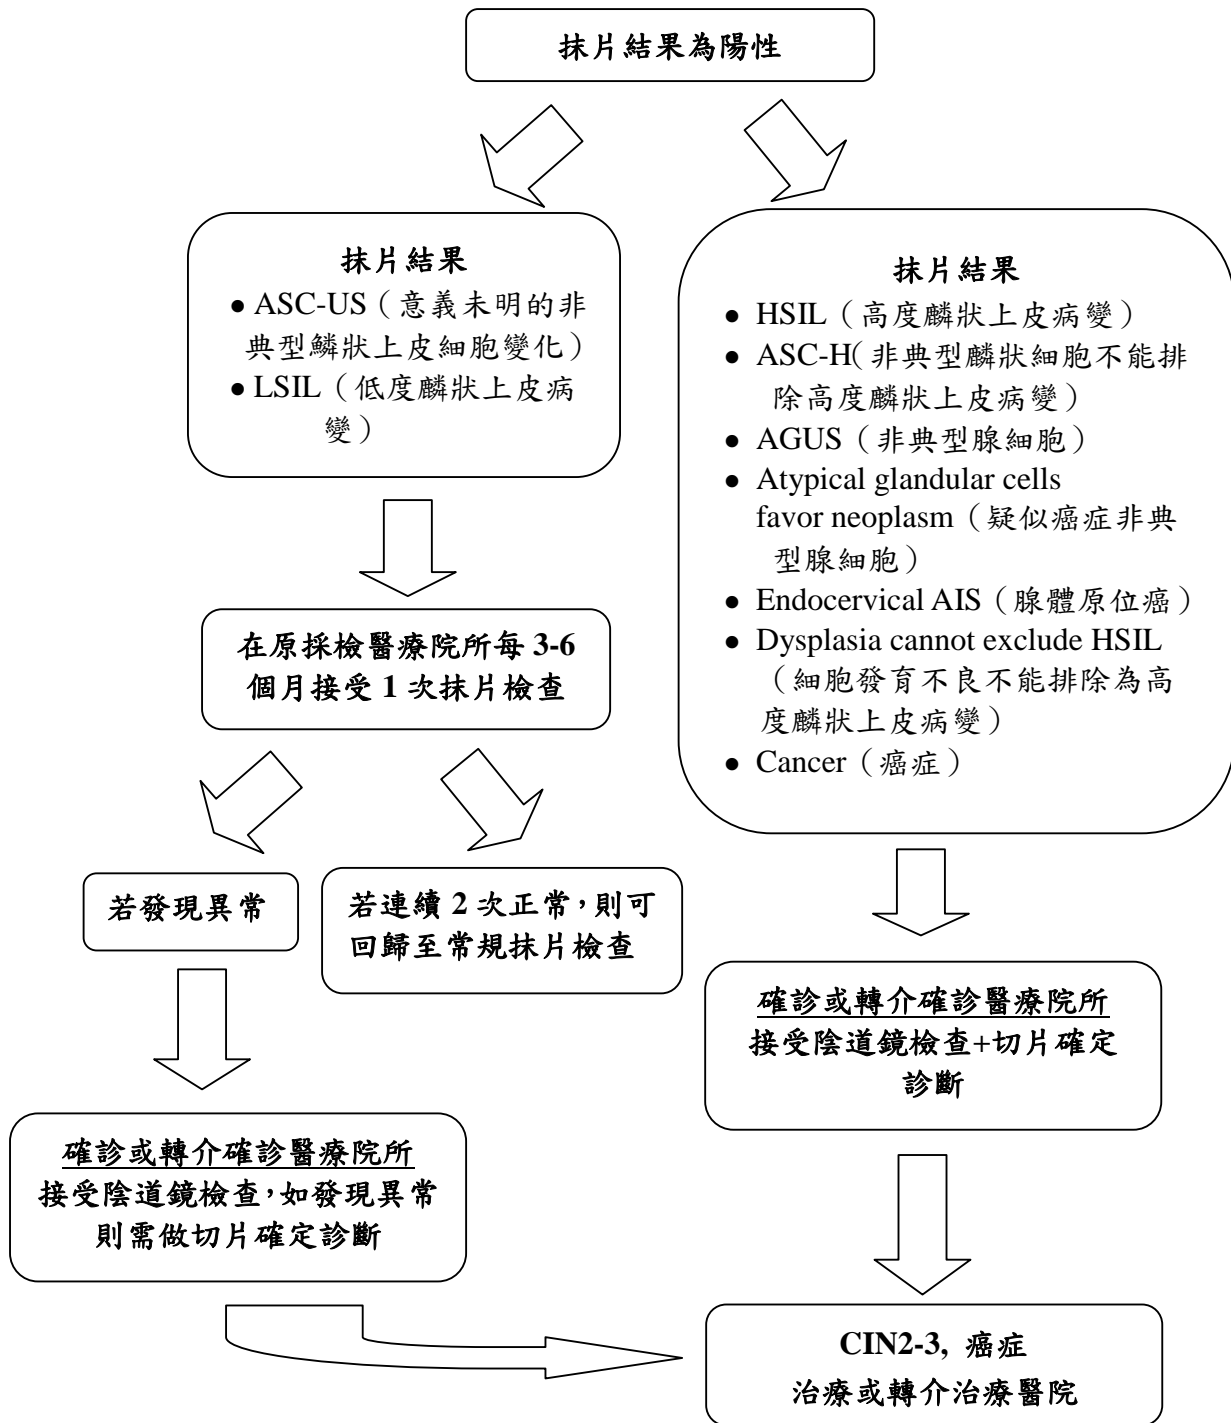 抹片結果為陽性
抹片結果
● ASC-US（意義未明的非
典型鱗狀上皮細胞變化）
● LSIL（低度麟狀上皮病
變）
抹片結果
● HSIL（高度麟狀上皮病變）
● ASC-H（非典型麟狀細胞不能排
除高度麟狀上皮病變）
● AGUS（非典型腺細胞）
● Atypical glandular cells
favor neoplasm（疑似癌症非典
型腺細胞）
● Endocervical AIS（腺體原位癌）
● Dysplasia cannot exclude HSIL
（細胞發育不良不能排除為高
度麟狀上皮病變）
● Cancer（癌症）
在原採檢醫療院所每 3-6
個月接受 1 次抹片檢查
若發現異常
若連續 2 次正常，則可
回歸至常規抹片檢查
確診或轉介確診醫療院所
接受陰道鏡檢查+切片確定
診斷
確診或轉介確診醫療院所
接受陰道鏡檢查，如發現異常
則需做切片確定診斷
CIN2-3, 癌症
治療或轉介治療醫院